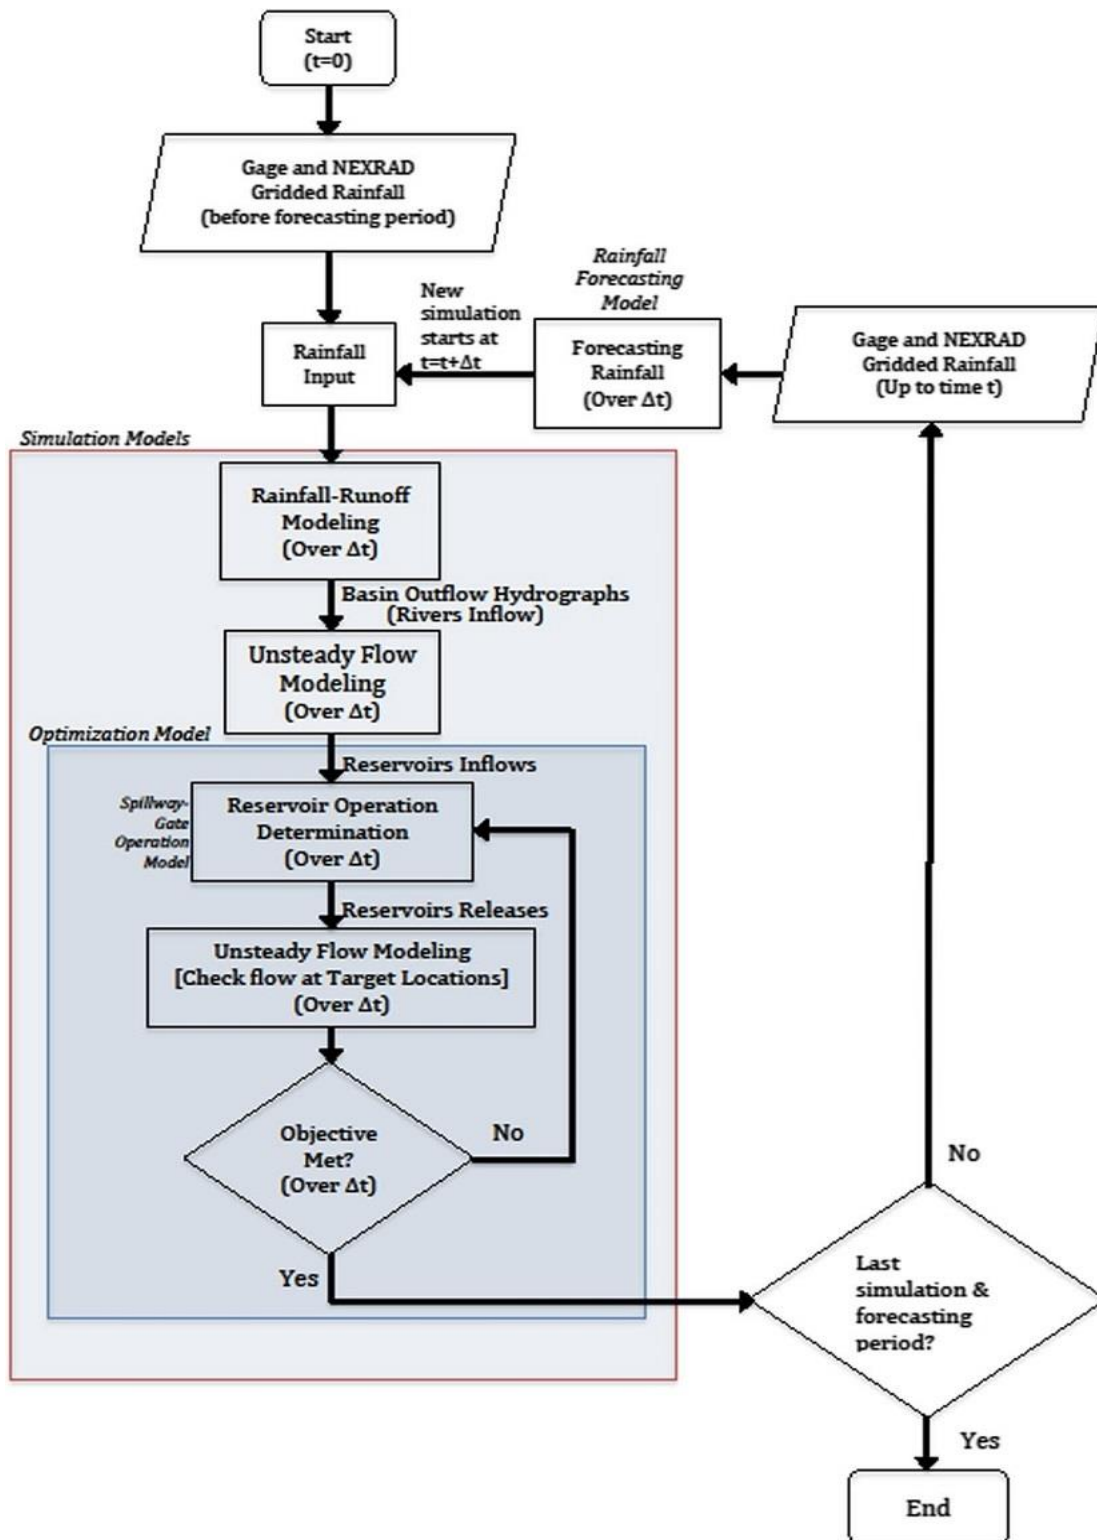 Start
(t=0)
Gage and NEXRAD
Gridded Rainfall
(before forecasting period)
Rainfall
Forecasting
Model
New
simulation
starts at
t=t+Δt
Rainfall
Input
Forecasting
Rainfall
(Over Δt)
Gage and NEXRAD
Gridded Rainfall
(Up to time t)
Simulation Models
Rainfall-Runoff
Modeling
(Over Δt)
Basin Outflow Hydrographs
(Rivers Inflow)
Unsteady Flow
Modeling
(Over Δt)
Optimization Model
Reservoirs Inflows
Spillway-
Gate
Operation
Model
Reservoir Operation
Determination
(Over Δt)
Reservoirs Releases
Unsteady Flow Modeling
[Check flow at Target Locations]
(Over Δt)
Objective
Met?
(Over Δt)
No
Yes
No
Last
simulation &
forecasting
period?
Yes
End